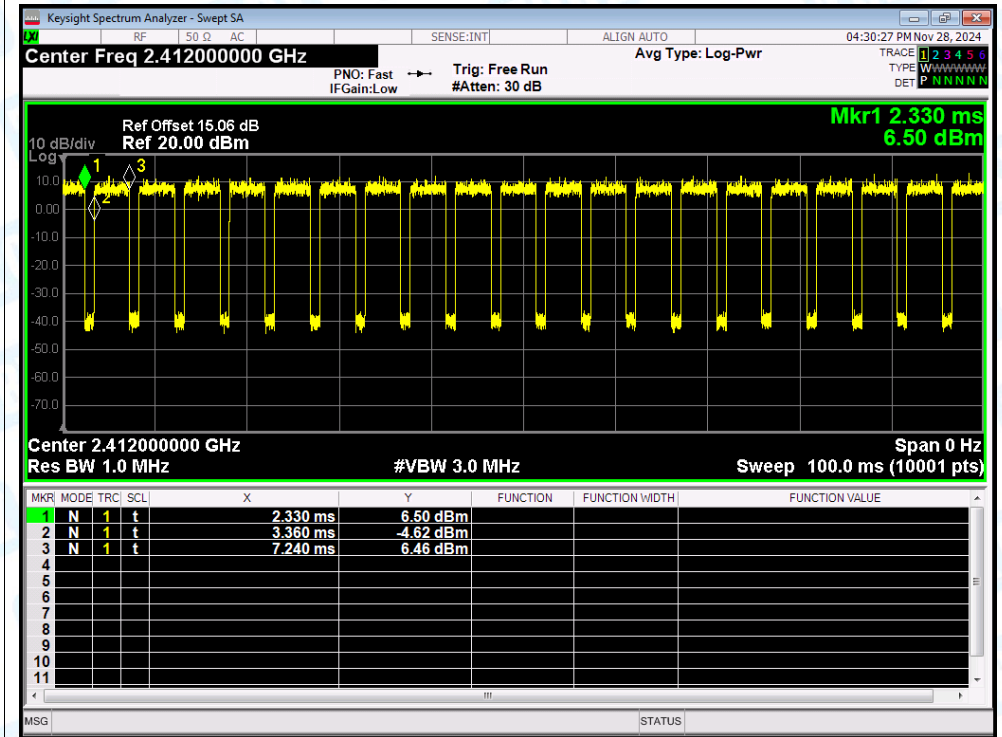 Keysight Spectrum Analyzer - Swept SA
LXI RF 50 Ω AC SENSE:INT ALIGN AUTO 04:30:27 PM Nov 28, 2024
Center Freq 2.412000000 GHz Avg Type: Log-Pwr TRACE 1 2 3 4 5 6
PNO: Fast Trig: Free Run TYPE WWWWWW
IFGain:Low #Atten: 30 dB DET P N N N N N
Mkr1 2.330 ms
6.50 dBm
Ref Offset 15.06 dB
10 dB/div Ref 20.00 dBm
Log
1 3
10.0
2
0.00
-10.0
-20.0
-30.0
-40.0
-50.0
-60.0
-70.0
Center 2.412000000 GHz Span 0 Hz
Res BW 1.0 MHz #VBW 3.0 MHz Sweep 100.0 ms (10001 pts)
MKR MODE TRC SCL X Y FUNCTION FUNCTION WIDTH FUNCTION VALUE
1 N 1 t 2.330 ms 6.50 dBm
2 N 1 t 3.360 ms -4.62 dBm
3 N 1 t 7.240 ms 6.46 dBm
4
5
6
7
8
9
10
11
MSG STATUS